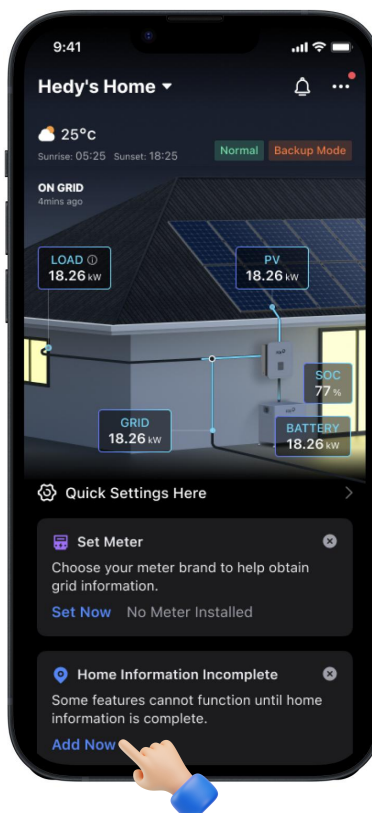 9:41
Hedy's Home
25°C
Sunrise: 05:25 Sunset: 18:25
Normal Backup Mode
ON GRID
4mins ago
LOAD
18.26 kW
PV
18.26 kW
SOC
77 %
GRID
18.26 kW
BATTERY
18.26 kW
Quick Settings Here
Set Meter
Choose your meter brand to help obtain
grid information.
Set Now No Meter Installed
Home Information Incomplete
Some features cannot function until home
information is complete.
Add Now